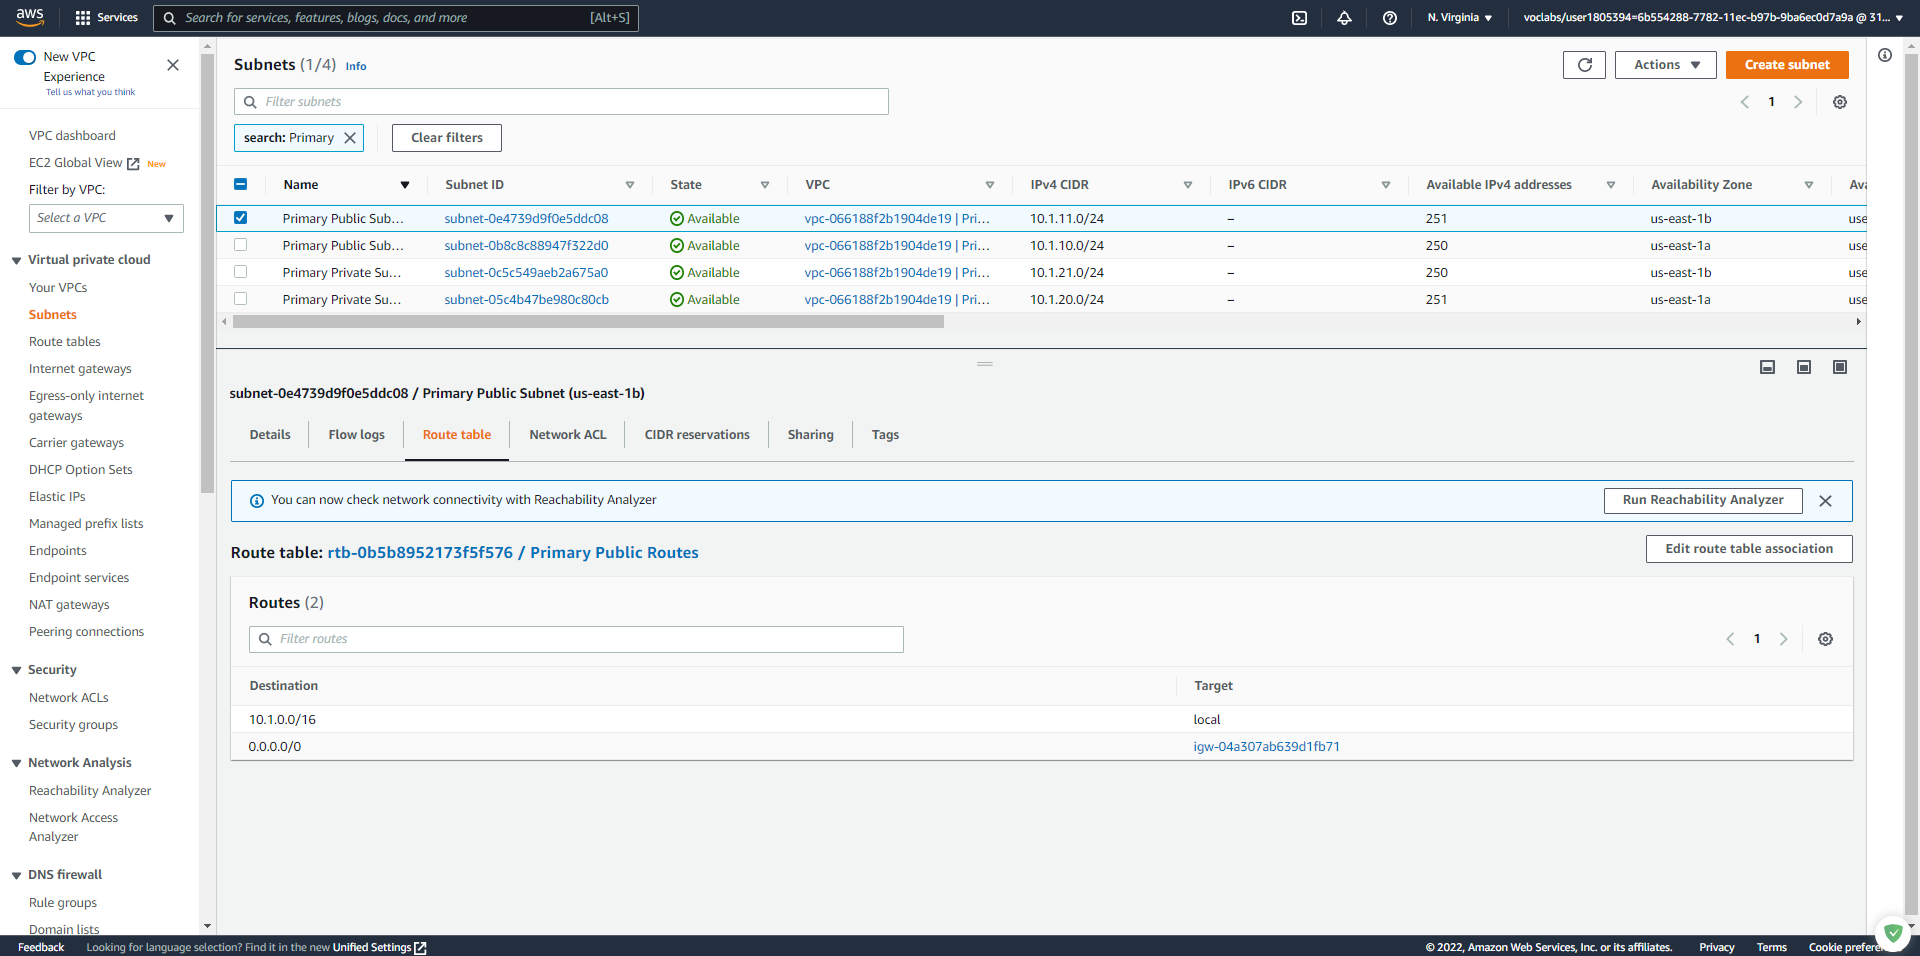 aws
Services
Search for services, features, blogs, docs, and more
[Alt+S]
N. Virginia
voclabs/user1805394=6b554288-7782-11ec-b97b-9ba6ec0d7a9a @ 31...
New VPC
Experience
Tell us what you think
VPC dashboard
EC2 Global View
New
Filter by VPC:
Select a VPC
Virtual private cloud
Your VPCs
Subnets
Route tables
Internet gateways
Egress-only internet
gateways
Carrier gateways
DHCP Option Sets
Elastic IPs
Managed prefix lists
Endpoints
Endpoint services
NAT gateways
Peering connections
Security
Network ACLs
Security groups
Network Analysis
Reachability Analyzer
Network Access
Analyzer
DNS firewall
Rule groups
Domain lists
Subnets (1/4) Info
Actions
Create subnet
Filter subnets
1
search: Primary
Clear filters
Name Subnet ID State VPC IPv4 CIDR IPv6 CIDR Available IPv4 addresses Availability Zone Ava
Primary Public Sub... subnet-0e4739d9f0e5ddc08 Available vpc-066188f2b1904de19 | Pri... 10.1.11.0/24 – 251 us-east-1b use
Primary Public Sub... subnet-0b8c8c88947f322d0 Available vpc-066188f2b1904de19 | Pri... 10.1.10.0/24 – 250 us-east-1a use
Primary Private Su... subnet-0c5c549aeb2a675a0 Available vpc-066188f2b1904de19 | Pri... 10.1.21.0/24 – 250 us-east-1b use
Primary Private Su... subnet-05c4b47be980c80cb Available vpc-066188f2b1904de19 | Pri... 10.1.20.0/24 – 251 us-east-1a use
subnet-0e4739d9f0e5ddc08 / Primary Public Subnet (us-east-1b)
Details Flow logs Route table Network ACL CIDR reservations Sharing Tags
You can now check network connectivity with Reachability Analyzer
Run Reachability Analyzer
Route table: rtb-0b5b8952173f5f576 / Primary Public Routes
Edit route table association
Routes (2)
Filter routes
1
Destination Target
10.1.0.0/16 local
0.0.0.0/0 igw-04a307ab639d1fb71
Feedback
Looking for language selection? Find it in the new Unified Settings
© 2022, Amazon Web Services, Inc. or its affiliates.
Privacy
Terms
Cookie prefere